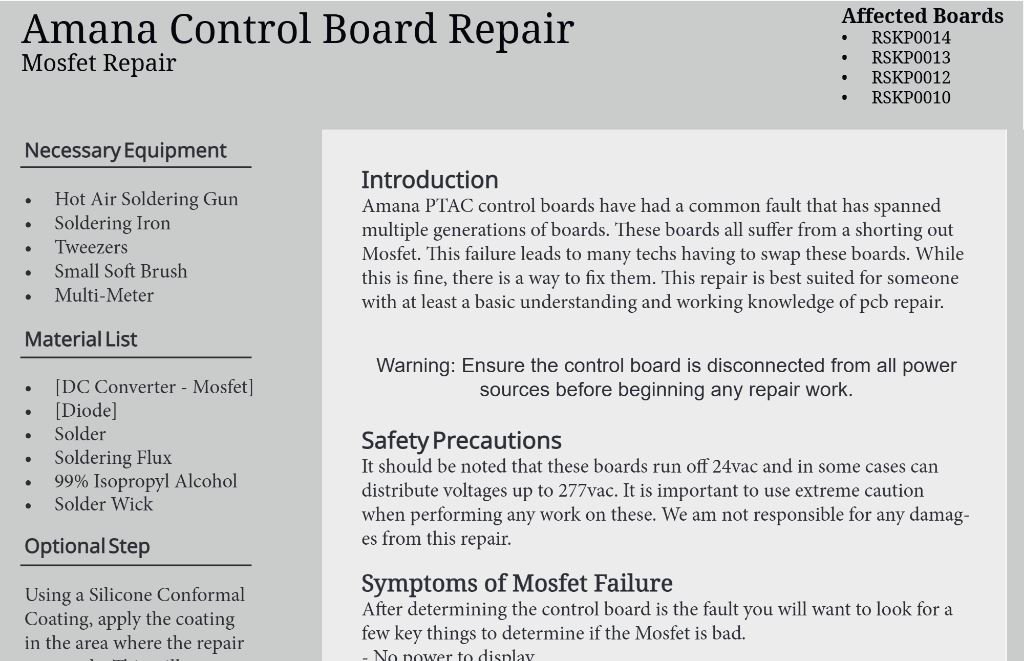 Amana Control Board Repair
Mosfet Repair
Affected Boards
• RSKP0014
• RSKP0013
• RSKP0012
• RSKP0010
Necessary Equipment
• Hot Air Soldering Gun
• Soldering Iron
• Tweezers
• Small Soft Brush
• Multi-Meter
Material List
• [DC Converter - Mosfet]
• [Diode]
• Solder
• Soldering Flux
• 99% Isopropyl Alcohol
• Solder Wick
Optional Step
Using a Silicone Conformal
Coating, apply the coating
in the area where the repair
Introduction
Amana PTAC control boards have had a common fault that has spanned
multiple generations of boards. These boards all suffer from a shorting out
Mosfet. This failure leads to many techs having to swap these boards. While
this is fine, there is a way to fix them. This repair is best suited for someone
with at least a basic understanding and working knowledge of pcb repair.
Warning: Ensure the control board is disconnected from all power
sources before beginning any repair work.
Safety Precautions
It should be noted that these boards run off 24vac and in some cases can
distribute voltages up to 277vac. It is important to use extreme caution
when performing any work on these. We am not responsible for any damag-
es from this repair.
Symptoms of Mosfet Failure
After determining the control board is the fault you will want to look for a
few key things to determine if the Mosfet is bad.
- No power to display